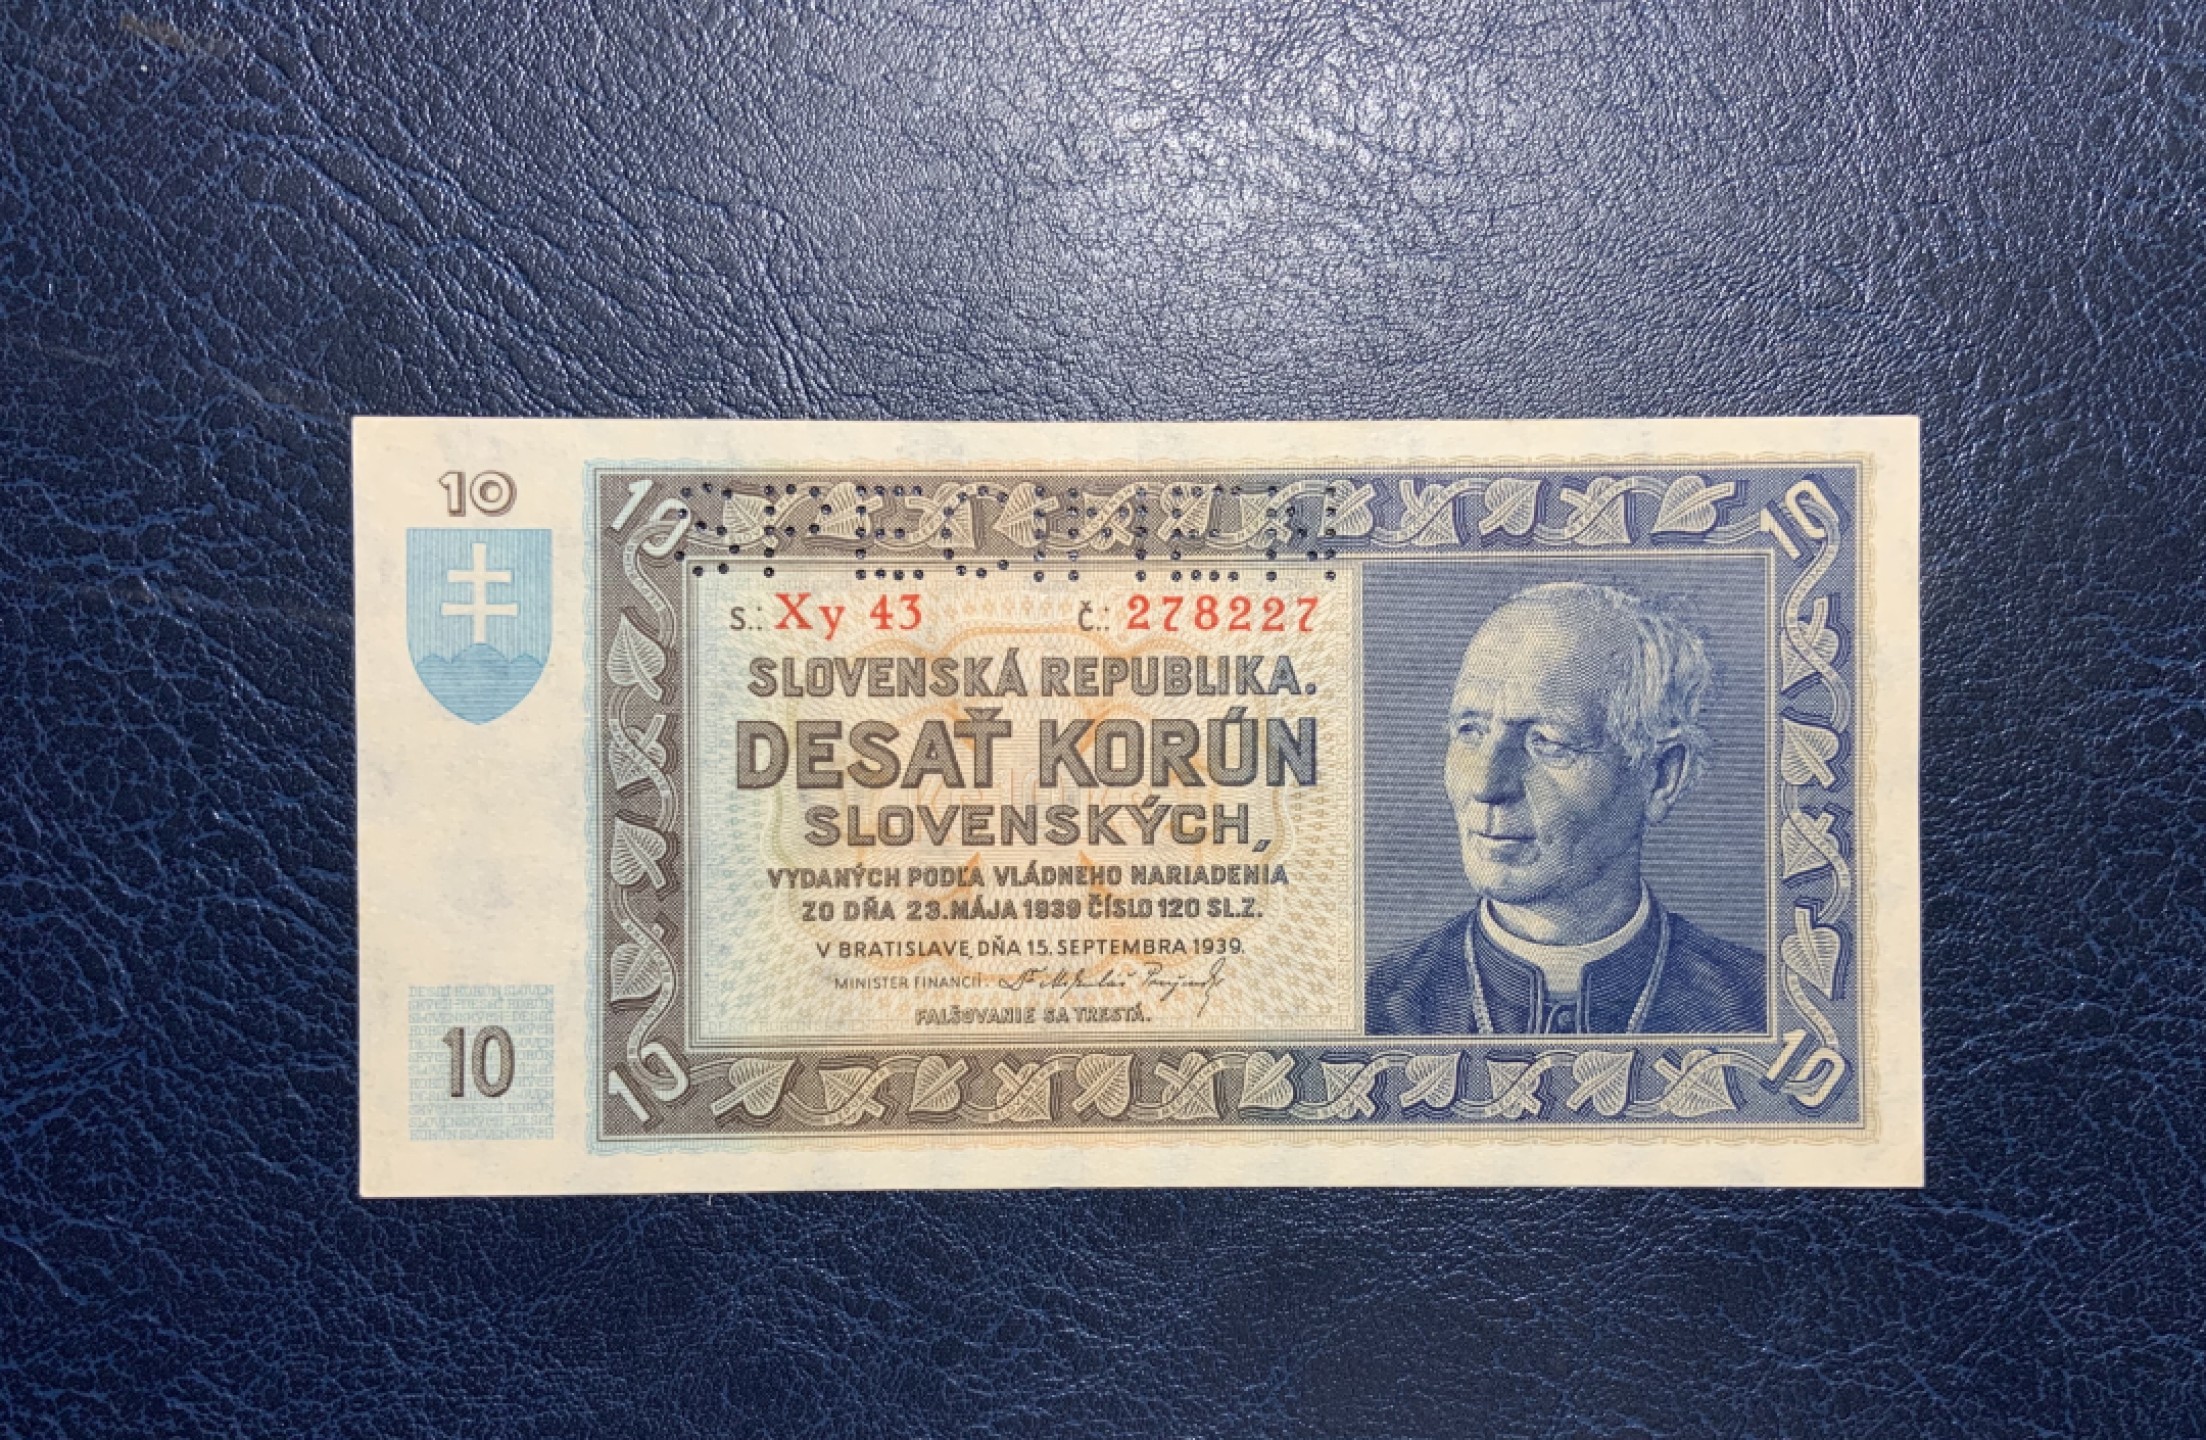 10
10
10
SPECIMEN
s.: Xy 43 č.: 278227
SLOVENSKÁ REPUBLIKA.
DESAŤ KORÚN
SLOVENSKÝCH,
VYDANÝCH PODĽA VLÁDNEHO NARIADENIA
ZO DŇA 23. MÁJA 1939 ČÍSLO 120 SL.Z.
V BRATISLAVE, DŇA 15. SEPTEMBRA 1939.
MINISTER FINANCIÍ:
FALŠOVANIE SA TRESTÁ.
10
10
10